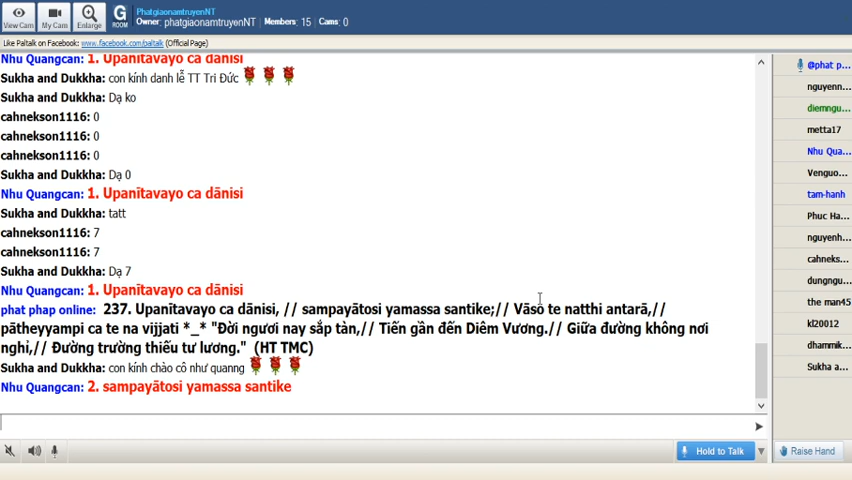 PhatgiaonamtruyenNT
Owner: phatgiaonamtruyenNT Members: 15 Cams: 0
View Cam My Cam Enlarge G ROOM
Like Paltalk on Facebook: www.facebook.com/paltalk (Official Page)
Nhu Quangcan: 1. Upanītavayo ca dānisi
Sukha and Dukkha: con kính danh lễ TT Tri Đức
Sukha and Dukkha: Dạ ko
cahnekson1116: 0
cahnekson1116: 0
cahnekson1116: 0
Sukha and Dukkha: Dạ 0
Nhu Quangcan: 1. Upanītavayo ca dānisi
Sukha and Dukkha: tatt
cahnekson1116: 7
cahnekson1116: 7
Sukha and Dukkha: Dạ 7
Nhu Quangcan: 1. Upanītavayo ca dānisi
phat phap online: 237. Upanītavayo ca dānisi, // sampayātosi yamassa santike;// Vāso te natthi antarā,//
pātheyyampi ca te na vijjati *_* "Đời ngươi nay sắp tàn,// Tiến gần đến Diêm Vương.// Giữa đường không nơi
nghỉ,// Đường trường thiếu tư lương." (HT TMC)
Sukha and Dukkha: con kính chào cô như quanng
Nhu Quangcan: 2. sampayātosi yamassa santike
@phat p...
nguyenn...
diemngu...
metta17
Nhu Qua...
Venguo...
tam-hanh
Phuc Ha...
nguyenh...
cahneks...
dungngu...
the man45
kl20012
dhammik...
Sukha a...
Hold to Talk
Raise Hand